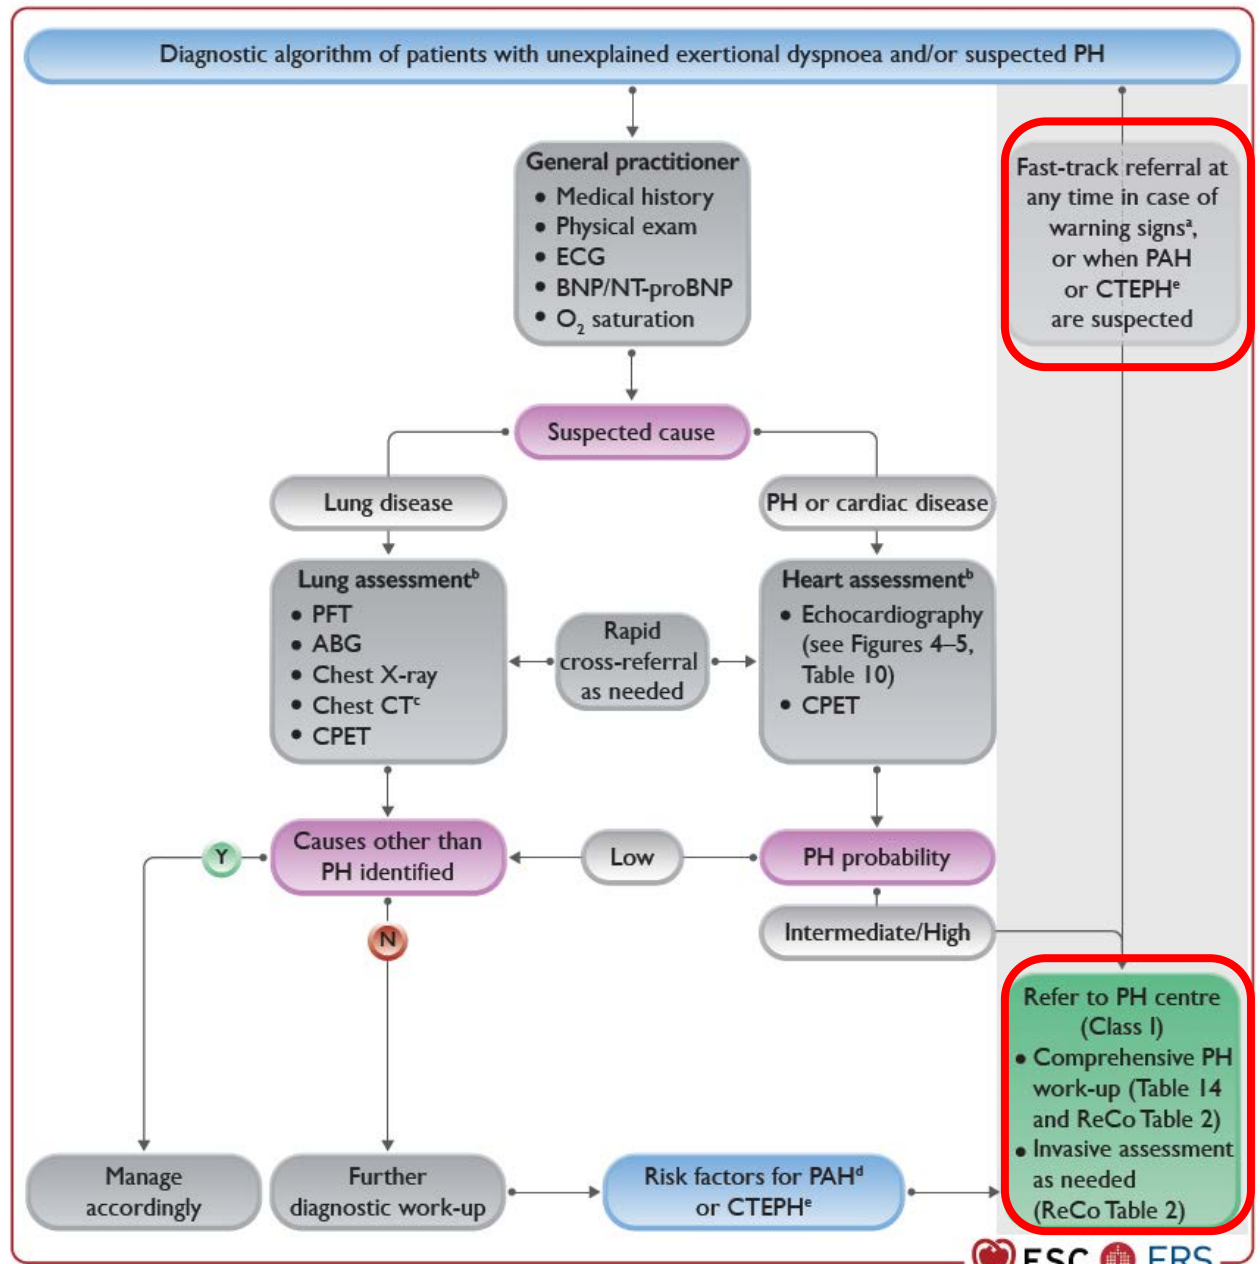 Diagnostic algorithm of patients with unexplained exertional dyspnoea and/or suspected PH
General practitioner
• Medical history
• Physical exam
• ECG
• BNP/NT-proBNP
• O₂ saturation
Fast-track referral at
any time in case of
warning signsᵃ,
or when PAH
or CTEPHᵉ
are suspected
Suspected cause
Lung disease
PH or cardiac disease
Lung assessmentᵇ
• PFT
• ABG
• Chest X-ray
• Chest CTᶜ
• CPET
Rapid
cross-referral
as needed
Heart assessmentᵇ
• Echocardiography
(see Figures 4–5,
Table 10)
• CPET
Y
Causes other than
PH identified
Low
PH probability
N
Intermediate/High
Refer to PH centre
(Class I)
• Comprehensive PH
work-up (Table 14
and ReCo Table 2)
• Invasive assessment
as needed
(ReCo Table 2)
Manage
accordingly
Further
diagnostic work-up
Risk factors for PAHᵈ
or CTEPHᵉ
ESC ERS